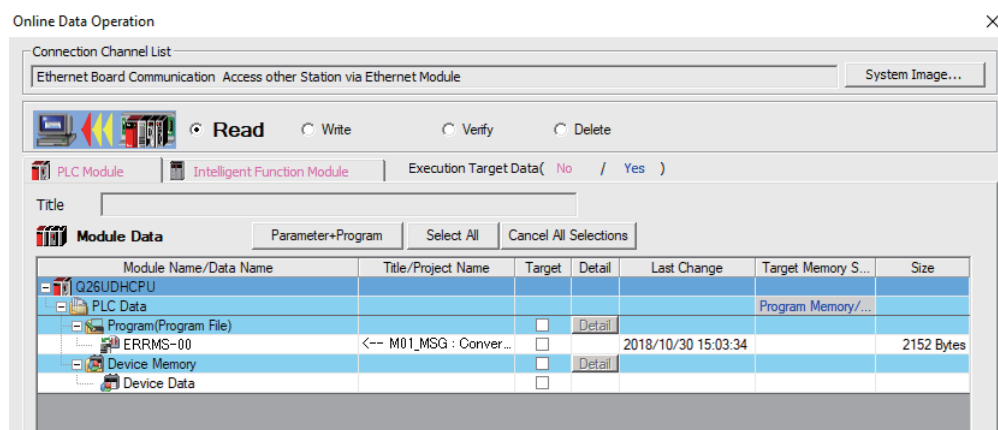 Online Data Operation
Connection Channel List
Ethernet Board Communication Access other Station via Ethernet Module
System Image...
Read Write Verify Delete
PLC Module Intelligent Function Module Execution Target Data( No / Yes )
Title
Module Data Parameter+Program Select All Cancel All Selections
Module Name/Data Name Title/Project Name Target Detail Last Change Target Memory S... Size
Q26UDHCPU
PLC Data Program Memory/...
Program(Program File) Detail
ERRMS-00 <-- M01_MSG : Conver... 2018/10/30 15:03:34 2152 Bytes
Device Memory Detail
Device Data